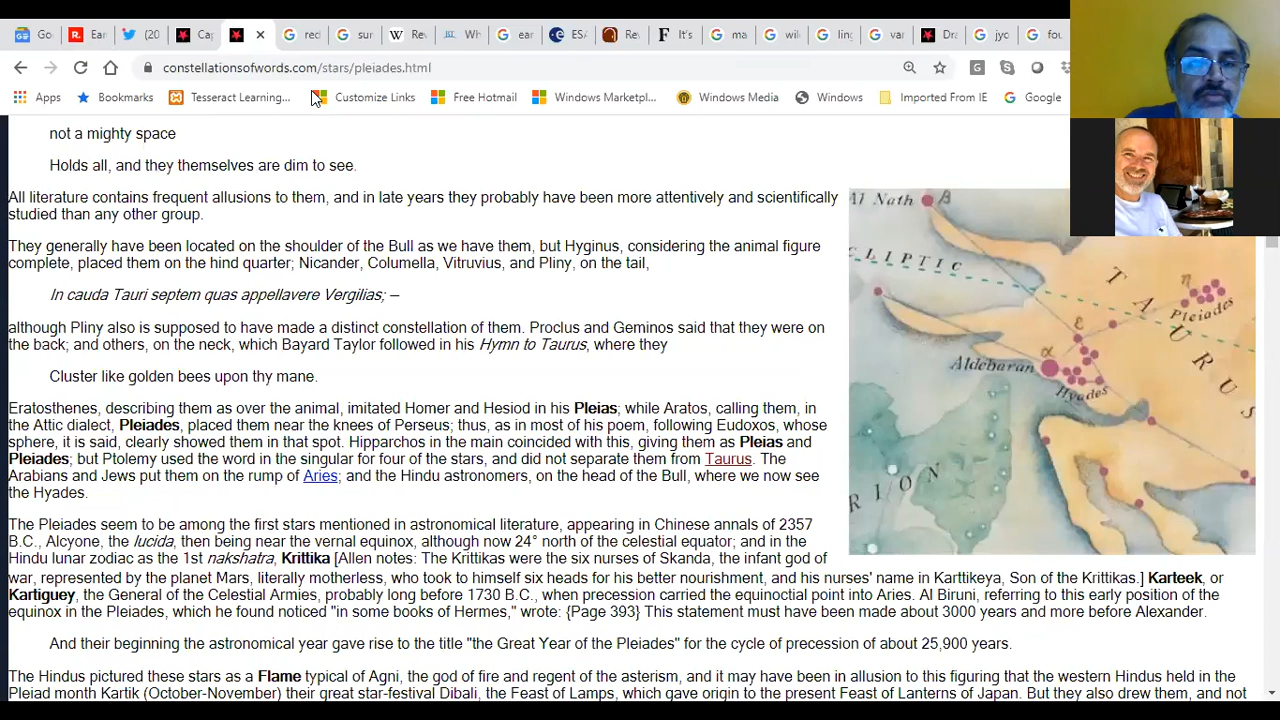 Go
Ear
(20
Ca
rec
sur
Rev
Wh
ear
ESA
Re
It's
ma
wil
lin
var
Dra
jyo
fou
constellationsofwords.com/stars/pleiades.html
Apps Bookmarks Tesseract Learning... Customize Links Free Hotmail Windows Marketpl... Windows Media Windows Imported From IE Google
not a mighty space
Holds all, and they themselves are dim to see.
All literature contains frequent allusions to them, and in late years they probably have been more attentively and scientifically
studied than any other group.
They generally have been located on the shoulder of the Bull as we have them, but Hyginus, considering the animal figure
complete, placed them on the hind quarter; Nicander, Columella, Vitruvius, and Pliny, on the tail,
In cauda Tauri septem quas appellavere Vergilias; –
although Pliny also is supposed to have made a distinct constellation of them. Proclus and Geminos said that they were on
the back; and others, on the neck, which Bayard Taylor followed in his Hymn to Taurus, where they
Cluster like golden bees upon thy mane.
Eratosthenes, describing them as over the animal, imitated Homer and Hesiod in his Pleias; while Aratos, calling them, in
the Attic dialect, Pleiades, placed them near the knees of Perseus; thus, as in most of his poem, following Eudoxos, whose
sphere, it is said, clearly showed them in that spot. Hipparchos in the main coincided with this, giving them as Pleias and
Pleiades; but Ptolemy used the word in the singular for four of the stars, and did not separate them from Taurus. The
Arabians and Jews put them on the rump of Aries; and the Hindu astronomers, on the head of the Bull, where we now see
the Hyades.
The Pleiades seem to be among the first stars mentioned in astronomical literature, appearing in Chinese annals of 2357
B.C., Alcyone, the lucida, then being near the vernal equinox, although now 24° north of the celestial equator; and in the
Hindu lunar zodiac as the 1st nakshatra, Krittika [Allen notes: The Krittikas were the six nurses of Skanda, the infant god of
war, represented by the planet Mars, literally motherless, who took to himself six heads for his better nourishment, and his nurses' name in Karttikeya, Son of the Krittikas.] Karteek, or
Kartiguey, the General of the Celestial Armies, probably long before 1730 B.C., when precession carried the equinoctial point into Aries. Al Biruni, referring to this early position of the
equinox in the Pleiades, which he found noticed "in some books of Hermes," wrote: {Page 393} This statement must have been made about 3000 years and more before Alexander.
And their beginning the astronomical year gave rise to the title "the Great Year of the Pleiades" for the cycle of precession of about 25,900 years.
The Hindus pictured these stars as a Flame typical of Agni, the god of fire and regent of the asterism, and it may have been in allusion to this figuring that the western Hindus held in the
Pleiad month Kartik (October-November) their great star-festival Dibali, the Feast of Lamps, which gave origin to the present Feast of Lanterns of Japan. But they also drew them, and not
Al Nath β
CLIPTIC
TAURUS
η
Pleiades
ε
α
Aldebaran
Hyades
RION